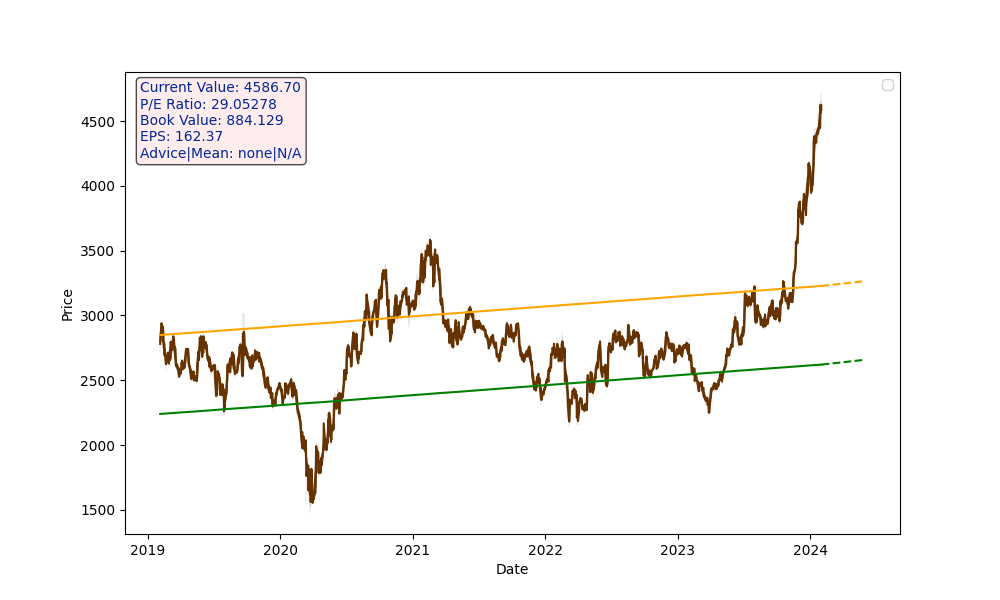 Current Value: 4586.70
P/E Ratio: 29.05278
Book Value: 884.129
EPS: 162.37
Advice|Mean: none|N/A
4500
4000
3500
3000
2500
2000
1500
Price
2019 2020 2021 2022 2023 2024
Date